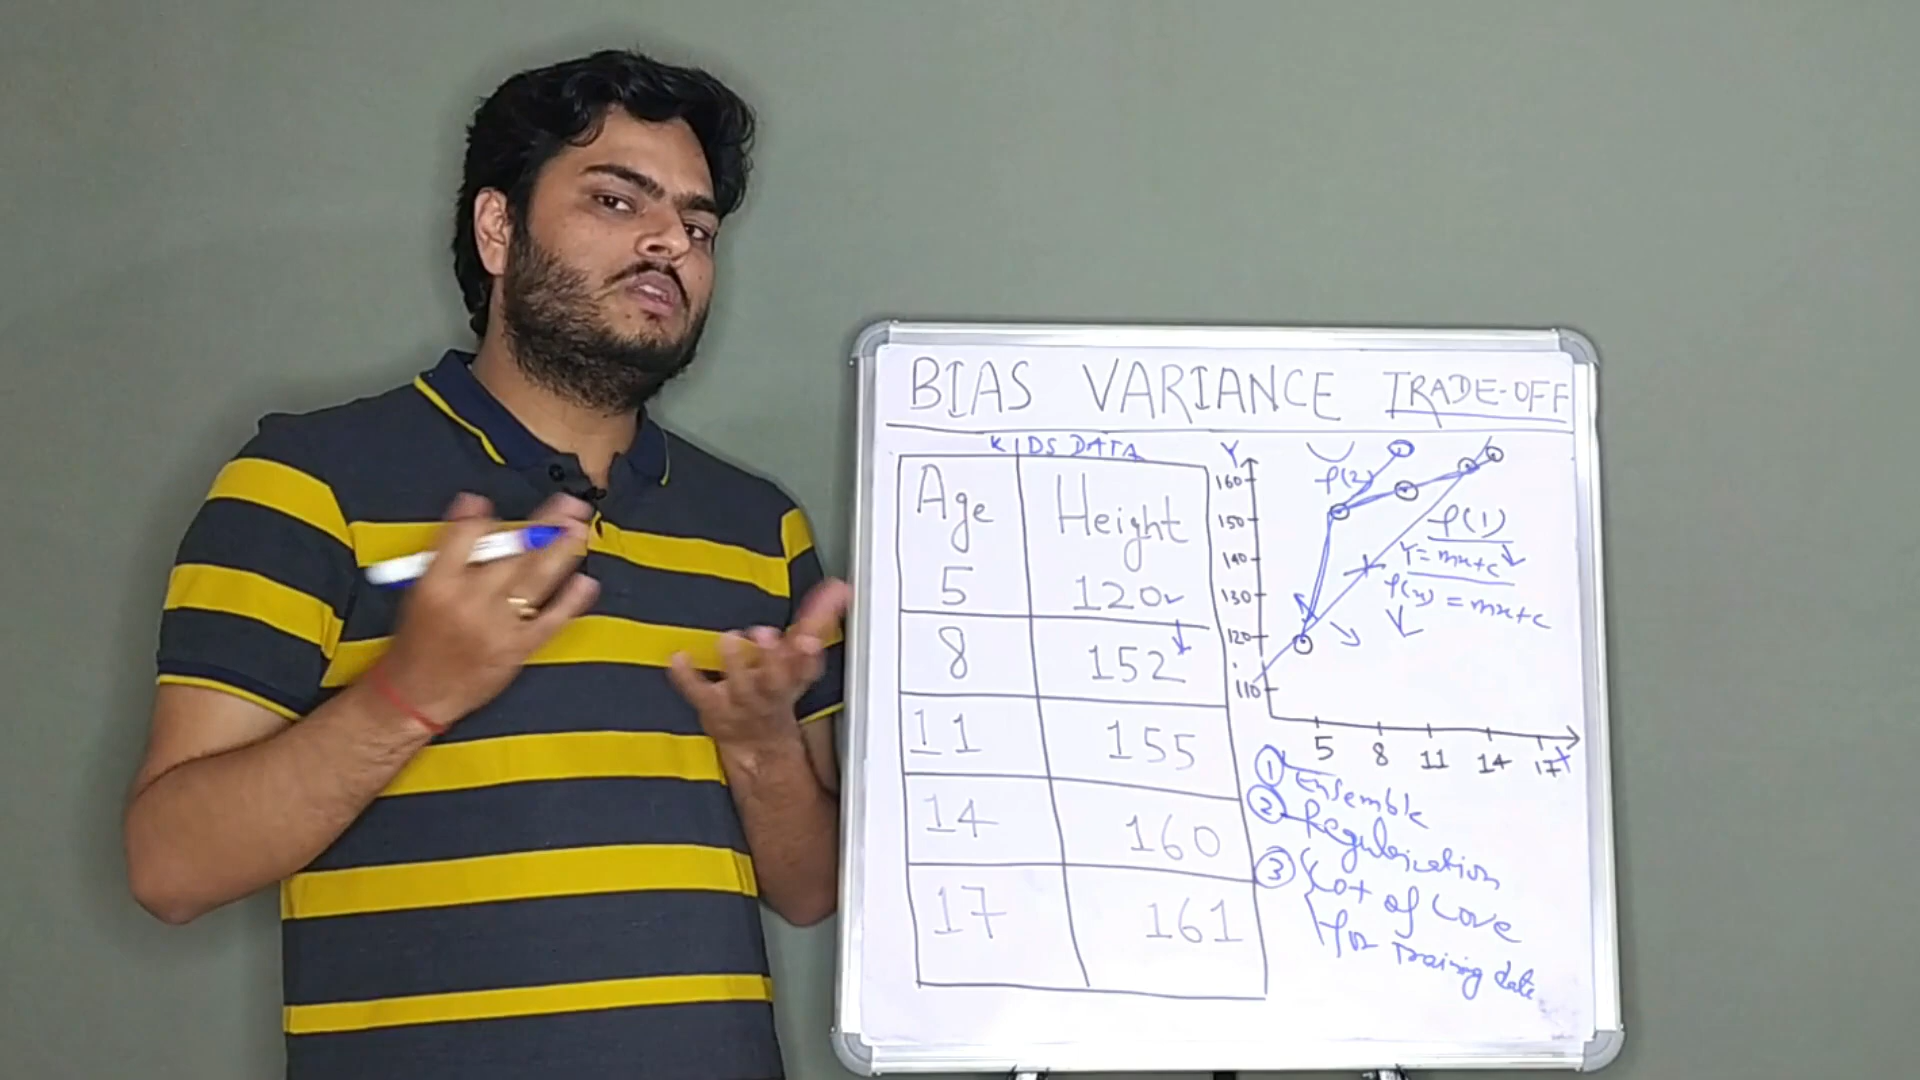 BIAS VARIANCE TRADE-OFF
KIDS DATA
Age Height
5 120
8 152
11 155
14 160
17 161
Y
160
150
140
130
120
110
5 8 11 14 17 X
f(2)
f(1)
Y = mx+c
f(x) = mx+c
① Ensemble
② Regularization
③ Lot of Love
for Training data